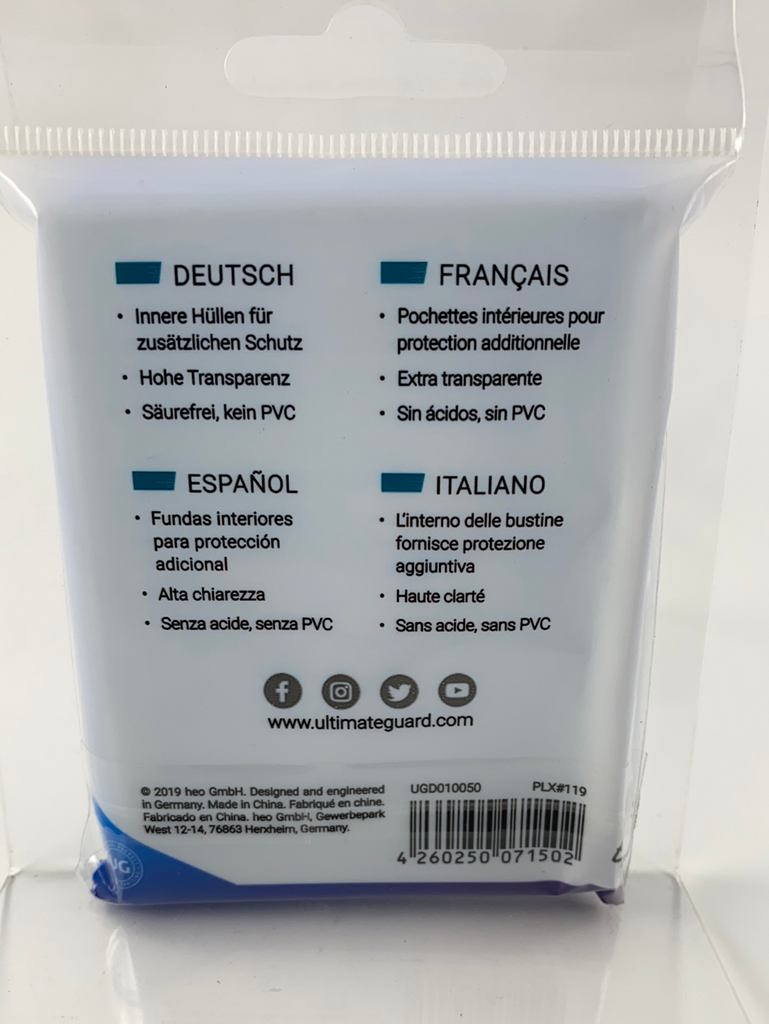 DEUTSCH
• Innere Hüllen für
zusätzlichen Schutz
• Hohe Transparenz
• Säurefrei, kein PVC
FRANÇAIS
• Pochettes intérieures pour
protection additionnelle
• Extra transparente
• Sin ácidos, sin PVC
ESPAÑOL
• Fundas interiores
para protección
adicional
• Alta chiarezza
• Senza acide, senza PVC
ITALIANO
• L'interno delle bustine
fornisce protezione
aggiuntiva
• Haute clarté
• Sans acide, sans PVC
www.ultimateguard.com
© 2019 heo GmbH. Designed and engineered
in Germany. Made in China. Fabriqué en chine.
Fabricado en China. heo GmbH, Gewerbepark
West 12-14, 76863 Herxheim, Germany.
UGD010050 PLX#119
4 260250 071502
UG